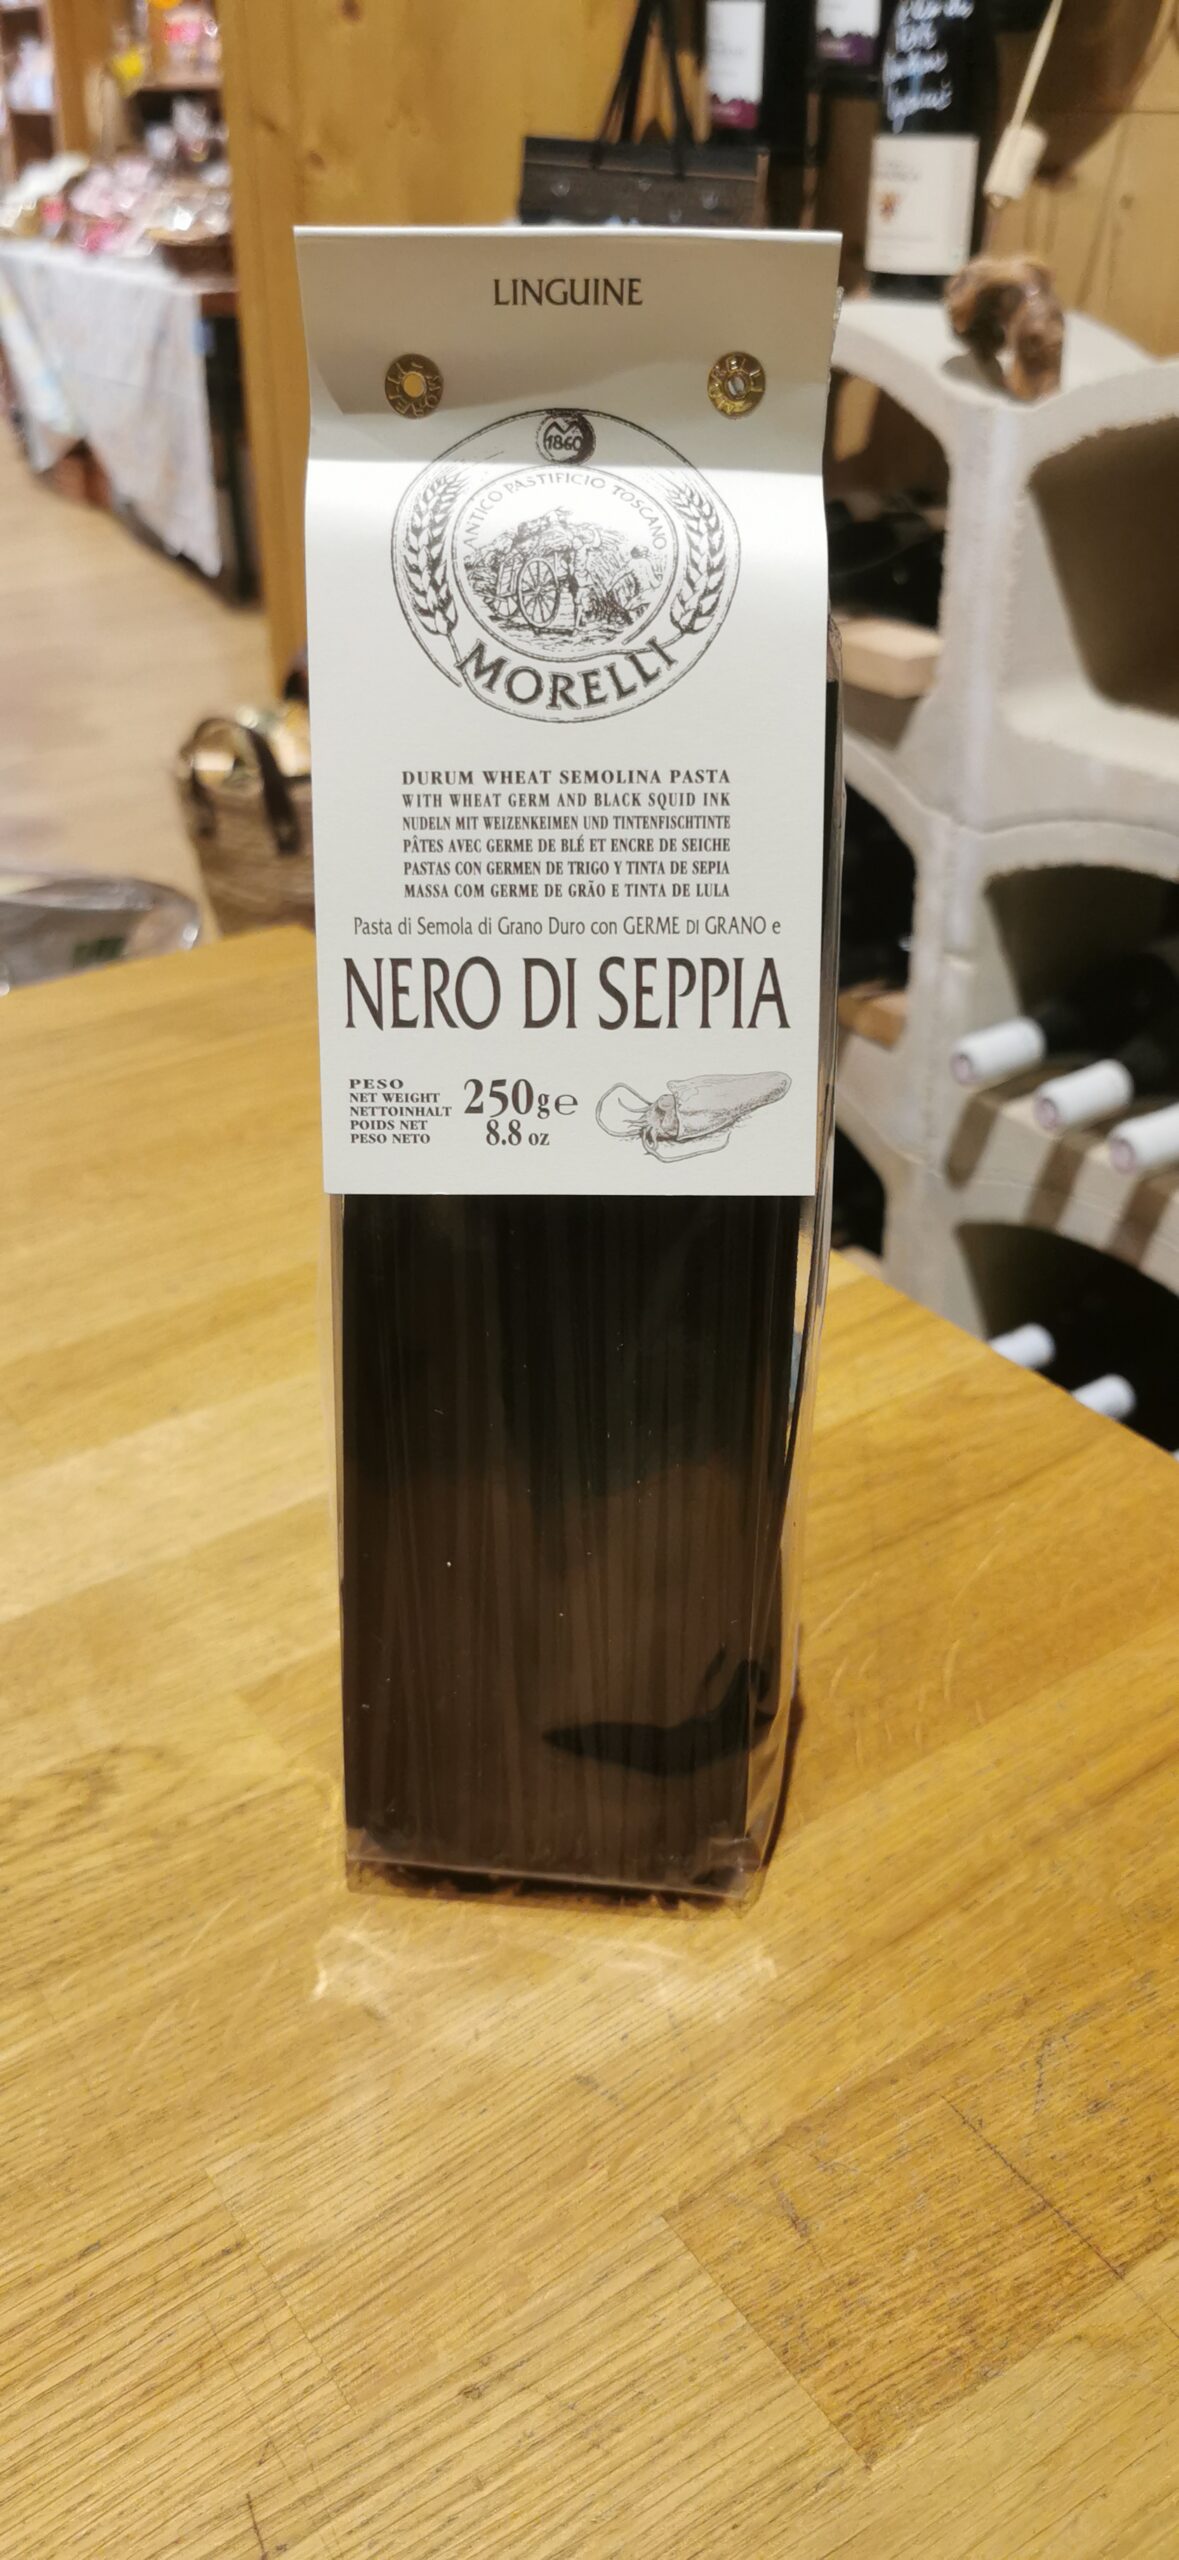 LINGUINE
MORELLI
MORELLI
1860
ANTICO PASTIFICIO TOSCANO
MORELLI
DURUM WHEAT SEMOLINA PASTA
WITH WHEAT GERM AND BLACK SQUID INK
NUDELN MIT WEIZENKEIMEN UND TINTENFISCHTINTE
PÂTES AVEC GERME DE BLÉ ET ENCRE DE SEICHE
PASTAS CON GERMEN DE TRIGO Y TINTA DE SEPIA
MASSA COM GERME DE GRÃO E TINTA DE LULA
Pasta di Semola di Grano Duro con GERME DI GRANO e
NERO DI SEPPIA
PESO
NET WEIGHT
NETTOINHALT
POIDS NET
PESO NETO
250g e
8.8 oz